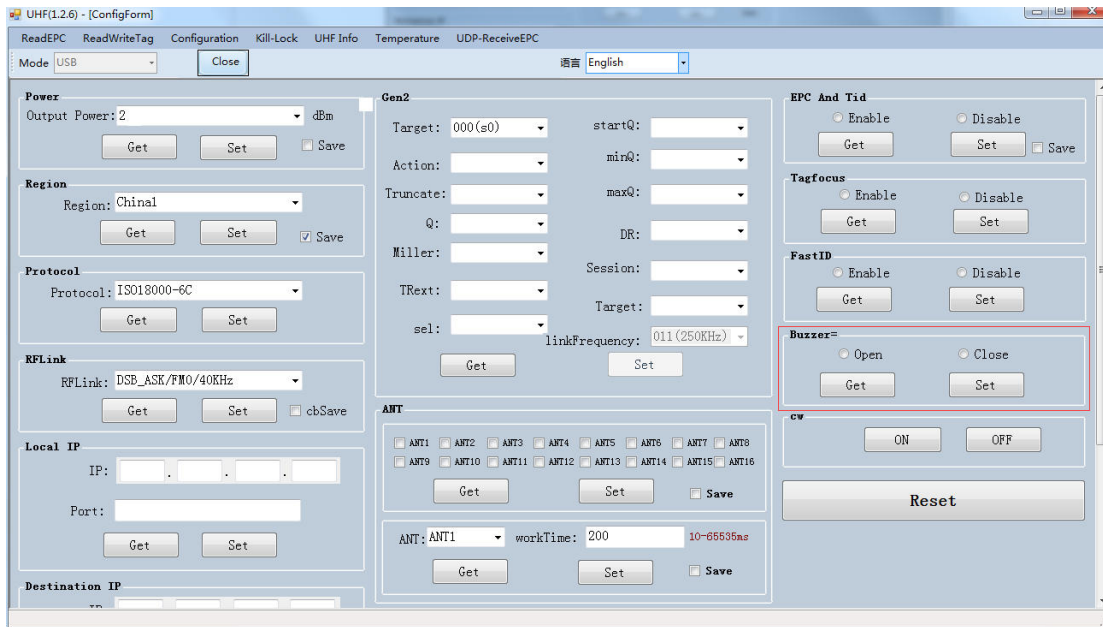 UHF(1.2.6) - [ConfigForm]
ReadEPC ReadWriteTag Configuration Kill-Lock UHF Info Temperature UDP-ReceiveEPC
Mode USB Close 语言 English
Power
Output Power: 2 dBm
Get Set Save
Region
Region: China1
Get Set Save
Protocol
Protocol: ISO18000-6C
Get Set
RFLink
RFLink: DSB_ASK/FM0/40KHz
Get Set cbSave
Local IP
IP: . . .
Port:
Get Set
Destination IP
Gen2
Target: 000(s0) startQ:
Action: minQ:
Truncate: maxQ:
Q: DR:
Miller: Session:
TRext: Target:
sel: linkFrequency: 011(250KHz)
Get Set
ANT
ANT1 ANT2 ANT3 ANT4 ANT5 ANT6 ANT7 ANT8
ANT9 ANT10 ANT11 ANT12 ANT13 ANT14 ANT15 ANT16
Get Set Save
ANT: ANT1 workTime: 200 10-65535ms
Get Set Save
EPC And Tid
Enable Disable
Get Set Save
Tagfocus
Enable Disable
Get Set
FastID
Enable Disable
Get Set
Buzzer=
Open Close
Get Set
cw
ON OFF
Reset